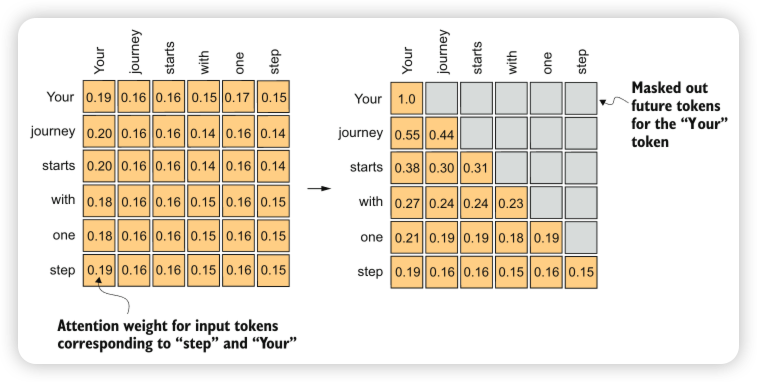 Your journey starts with one step
Your 0.19 0.16 0.16 0.15 0.17 0.15
journey 0.20 0.16 0.16 0.14 0.16 0.14
starts 0.20 0.16 0.16 0.14 0.16 0.14
with 0.18 0.16 0.16 0.15 0.16 0.15
one 0.18 0.16 0.16 0.15 0.16 0.15
step 0.19 0.16 0.16 0.15 0.16 0.15
Attention weight for input tokens
corresponding to “step” and “Your”
Your journey starts with one step
Your 1.0
journey 0.55 0.44
starts 0.38 0.30 0.31
with 0.27 0.24 0.24 0.23
one 0.21 0.19 0.19 0.18 0.19
step 0.19 0.16 0.16 0.15 0.16 0.15
Masked out
future tokens
for the “Your”
token